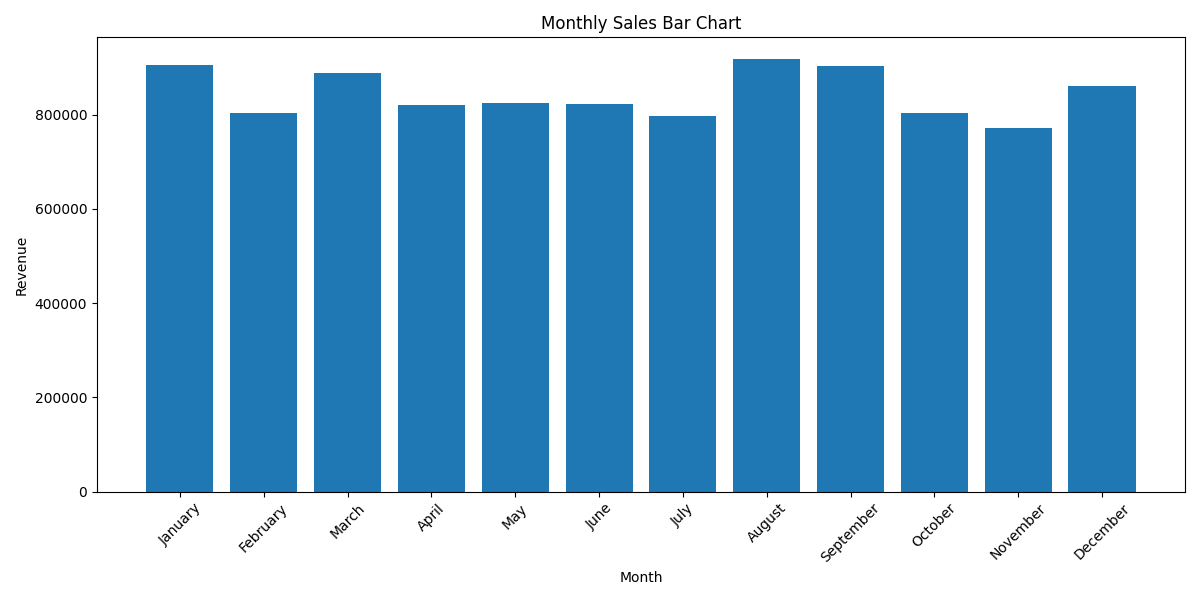 Monthly Sales Bar Chart
800000
600000
400000
200000
0
Revenue
January
February
March
April
May
June
July
August
September
October
November
December
Month